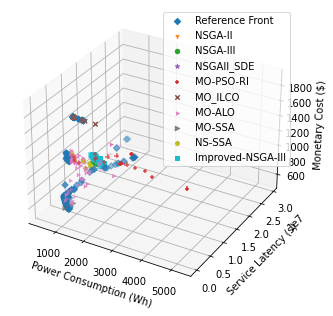 Reference Front
NSGA-II
NSGA-III
NSGAII_SDE
MO-PSO-RI
MO_ILCO
MO-ALO
MO-SSA
NS-SSA
Improved-NSGA-III
1800
1600
1400
1200
1000
800
600
Monetary Cost ($)
1000
2000
3000
4000
5000
Power Consumption (Wh)
0.0
0.5
1.0
1.5
2.0
2.5
3.0
Service Latency (s)